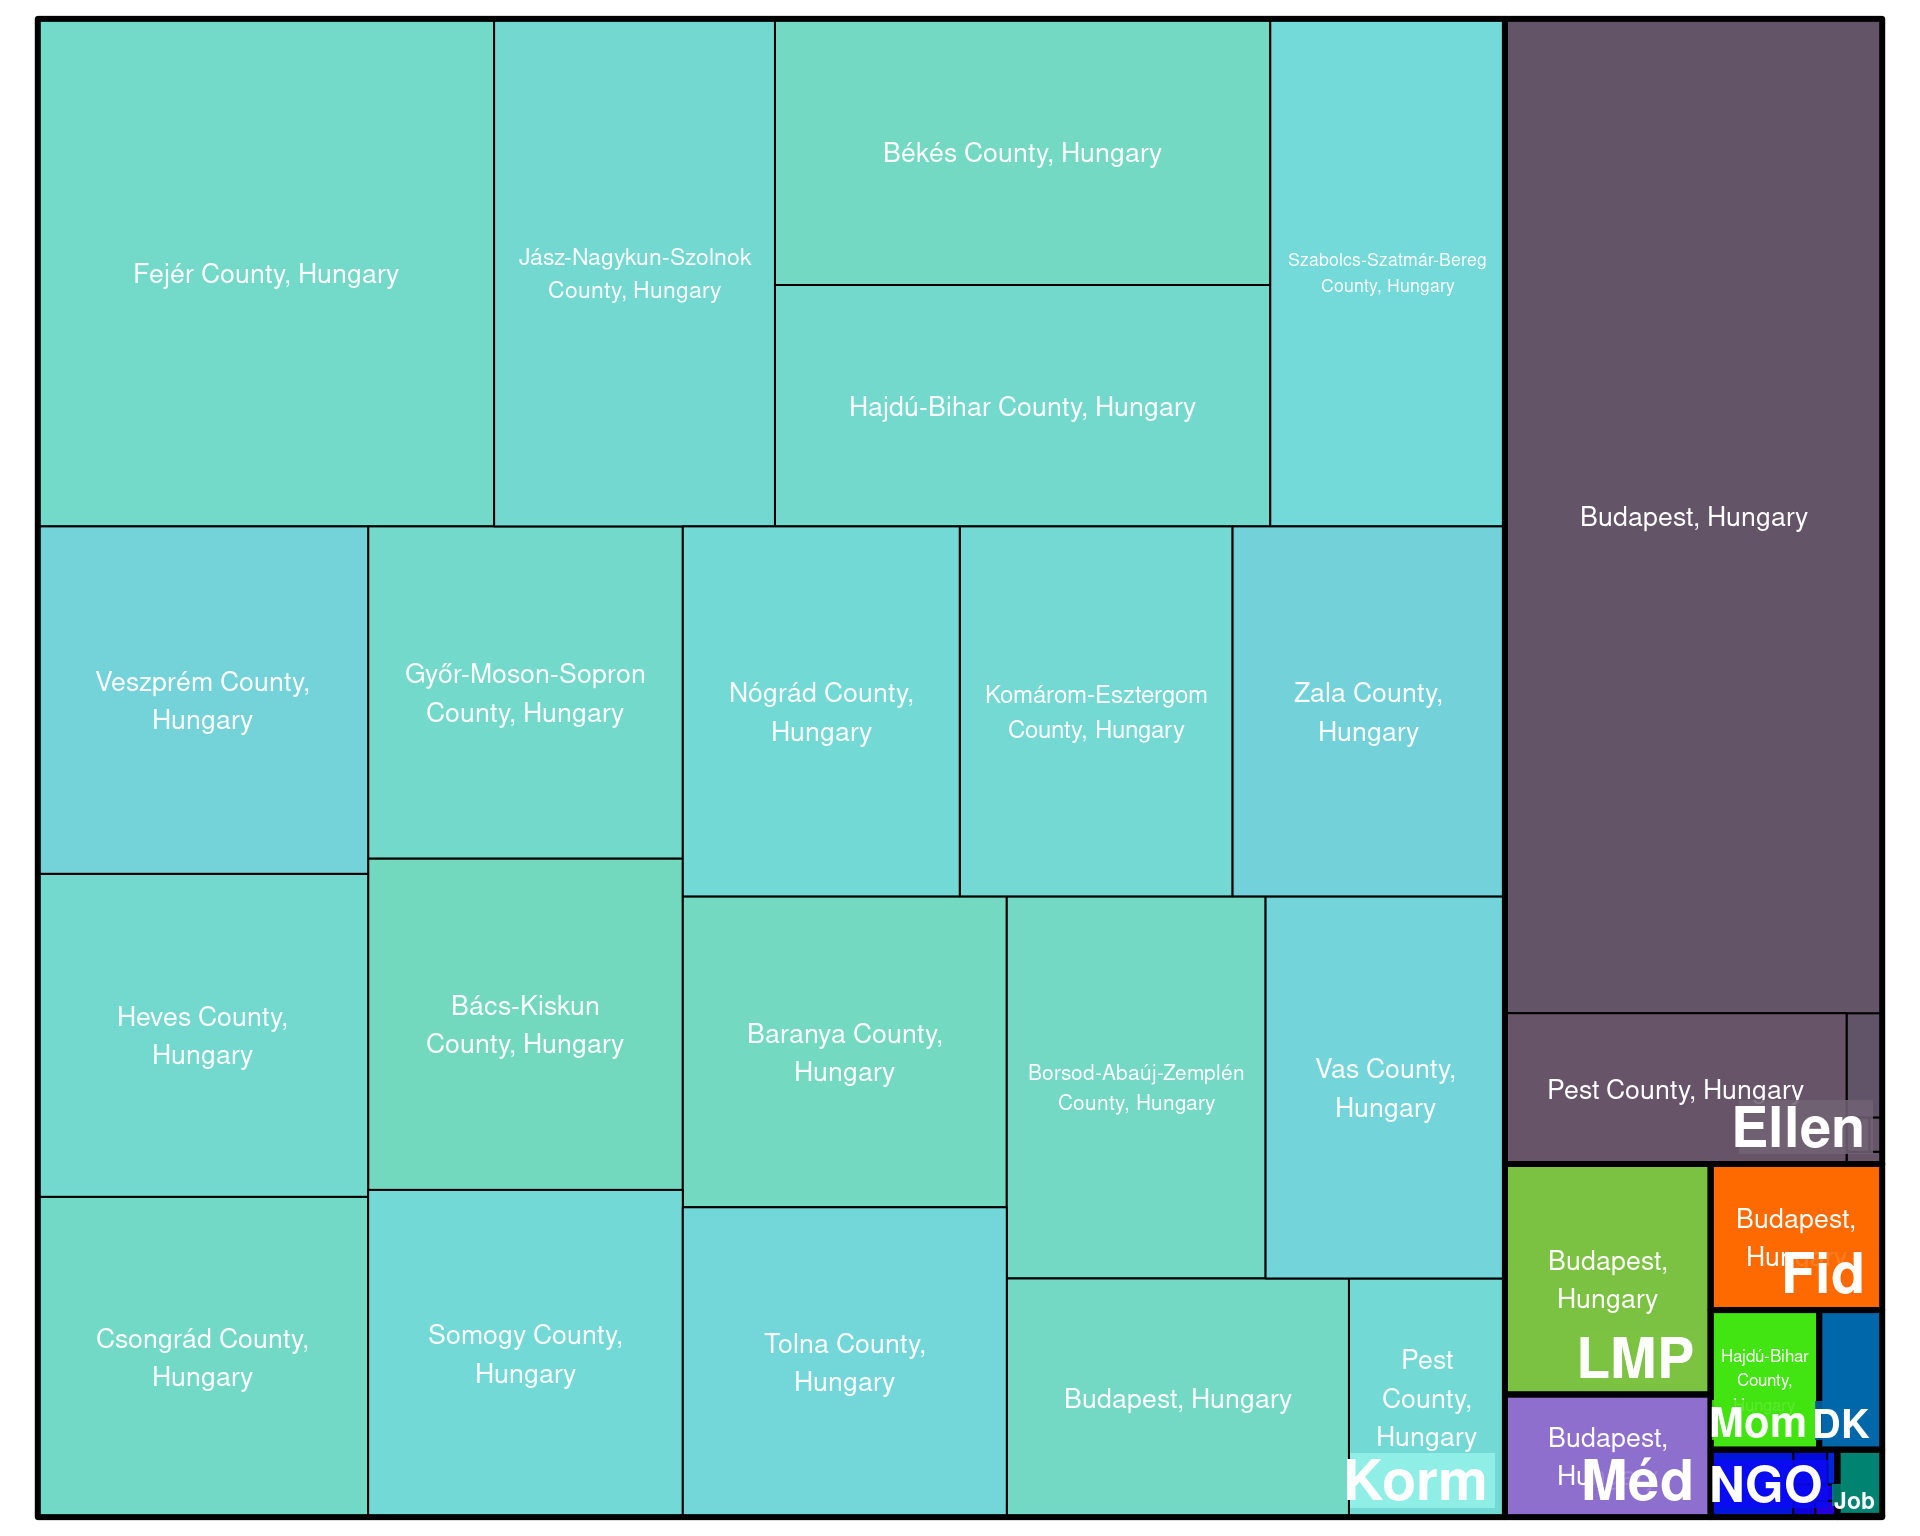 Fejér County, Hungary
Jász-Nagykun-Szolnok
County, Hungary
Békés County, Hungary
Hajdú-Bihar County, Hungary
Szabolcs-Szatmár-Bereg
County, Hungary
Budapest, Hungary
Veszprém County,
Hungary
Győr-Moson-Sopron
County, Hungary
Nógrád County,
Hungary
Komárom-Esztergom
County, Hungary
Zala County,
Hungary
Heves County,
Hungary
Bács-Kiskun
County, Hungary
Baranya County,
Hungary
Borsod-Abaúj-Zemplén
County, Hungary
Vas County,
Hungary
Pest County, Hungary
Ellen
Csongrád County,
Hungary
Somogy County,
Hungary
Tolna County,
Hungary
Budapest, Hungary
Pest
County,
Hungary
Korm
Budapest,
Hungary
LMP
Budapest,
Hungary
Fid
Hajdú-Bihar
County,
Hungary
Mom
DK
Budapest,
Hungary
Méd
NGO
Job